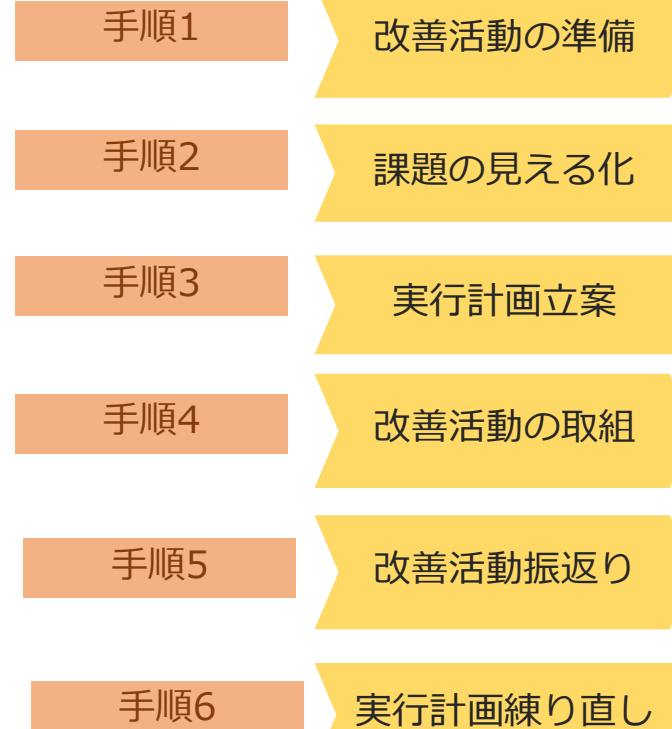 手順1
改善活動の準備
手順2
課題の見える化
手順3
実行計画立案
手順4
改善活動の取組
手順5
改善活動振返り
手順6
実行計画練り直し